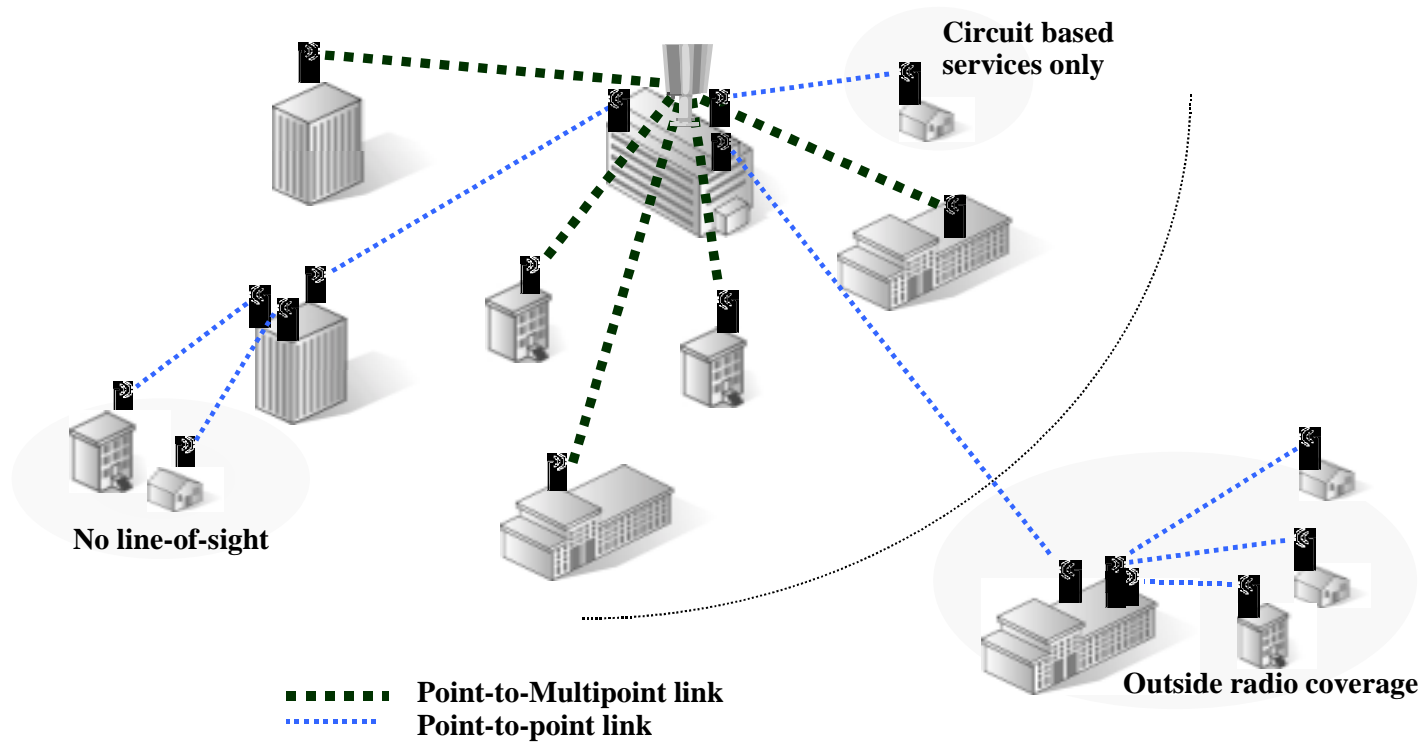 Circuit based
services only
No line-of-sight
Outside radio coverage
Point-to-Multipoint link
Point-to-point link